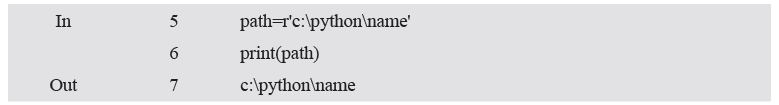 In 5 path=r'c:\python\name'
6 print(path)
Out 7 c:\python\name